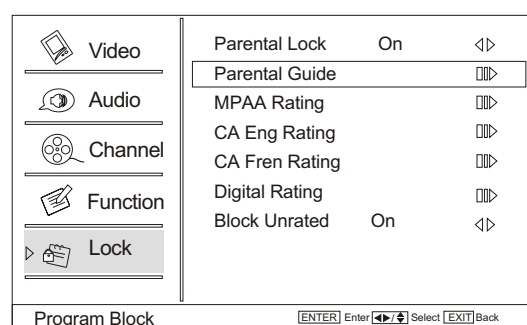 Video
Audio
Channel
Function
Lock
Parental Lock On
Parental Guide
MPAA Rating
CA Eng Rating
CA Fren Rating
Digital Rating
Block Unrated On
Program Block
ENTER Enter ◀▶/▲▼ Select EXIT Back